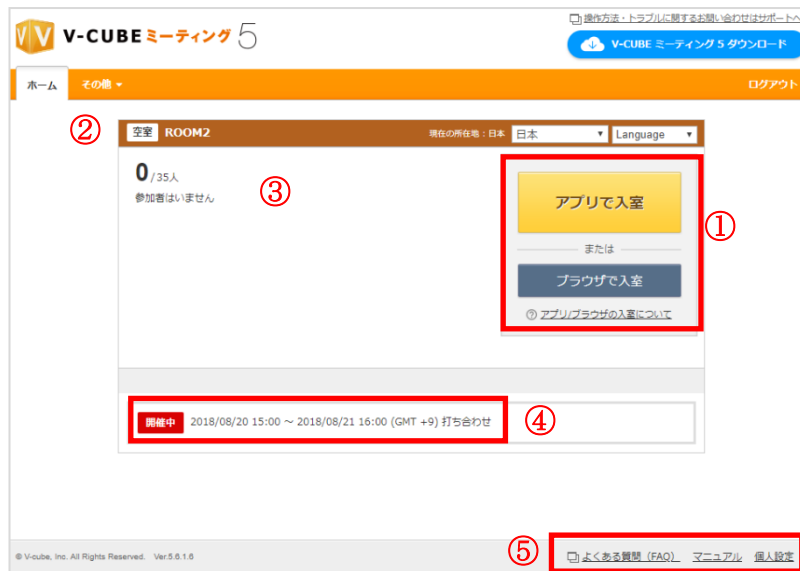 操作方法・トラブルに関するお問い合わせはサポートへ
V-CUBE ミーティング 5
V-CUBE ミーティング 5 ダウンロード
ホーム その他 ログアウト
② 空室 ROOM2 現在の所在地：日本 日本 Language
0/35人
参加者はいません
③
アプリで入室
①
または
ブラウザで入室
アプリ/ブラウザの入室について
開催中 2018/08/20 15:00 ～ 2018/08/21 16:00 (GMT +9) 打ち合わせ ④
© V-cube, Inc. All Rights Reserved. Ver.5.6.1.6 ⑤ よくある質問（FAQ） マニュアル 個人設定